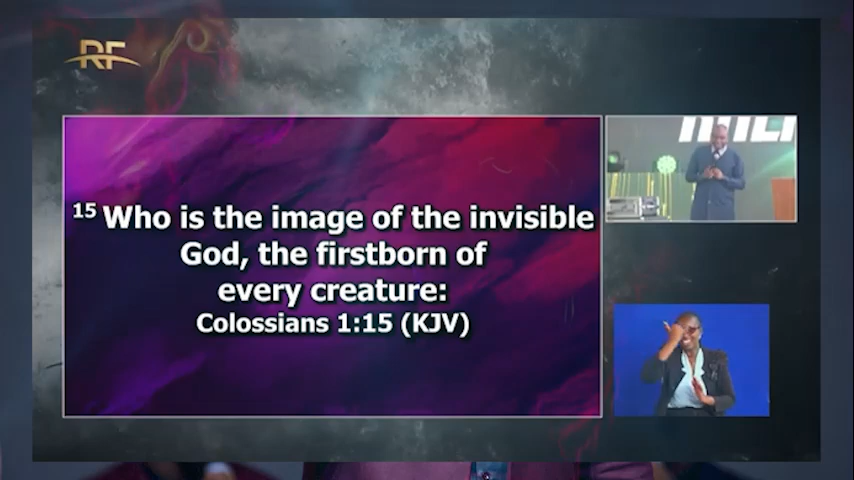 RF
15 Who is the image of the invisible
God, the firstborn of
every creature:
Colossians 1:15 (KJV)